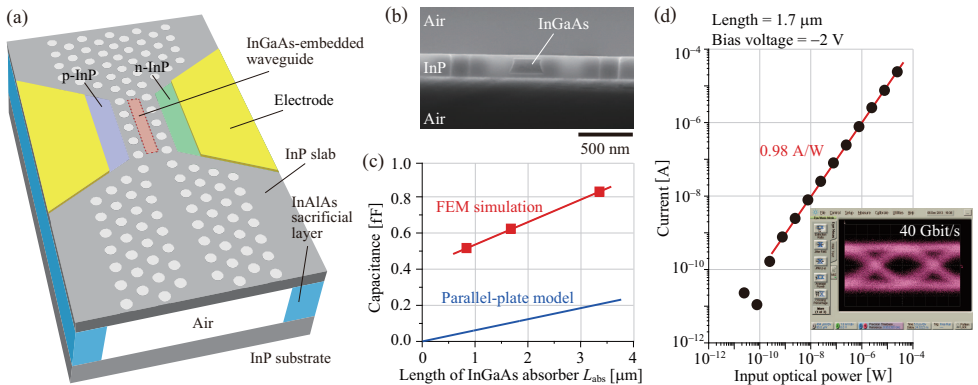 (a)
InGaAs-embedded
waveguide
n-InP
p-InP
Electrode
InP slab
InAlAs
sacrificial
layer
Air
InP substrate
(b)
Air
InGaAs
InP
Air
500 nm
(c)
1.0
0.8
0.6
0.4
0.2
0.0
Capacitance [fF]
FEM simulation
Parallel-plate model
0 1 2 3 4
Length of InGaAs absorber Labs [μm]
(d)
Length = 1.7 μm
Bias voltage = −2 V
10−4
10−6
10−8
10−10
10−12
Current [A]
0.98 A/W
40 Gbit/s
10−12 10−10 10−8 10−6 10−4
Input optical power [W]